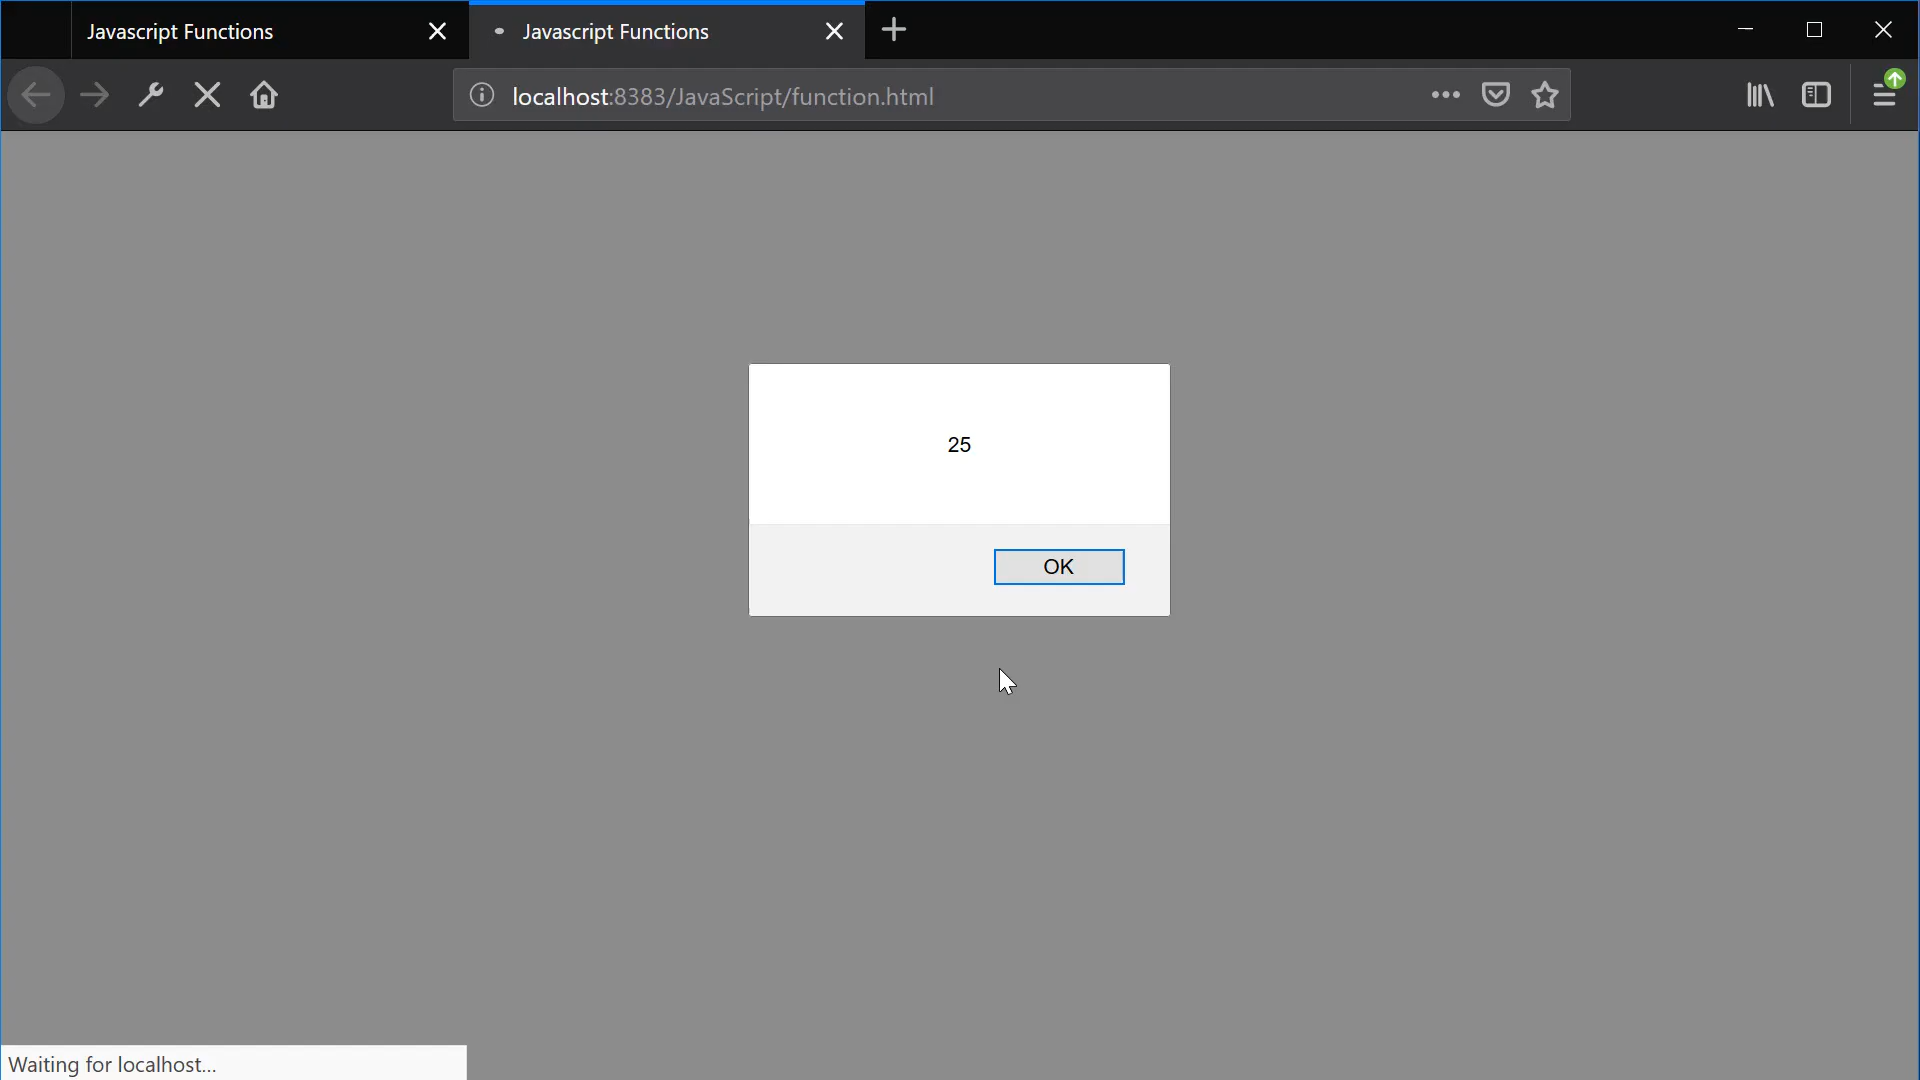 Javascript Functions
Javascript Functions
localhost:8383/JavaScript/function.html
25
OK
Waiting for localhost...